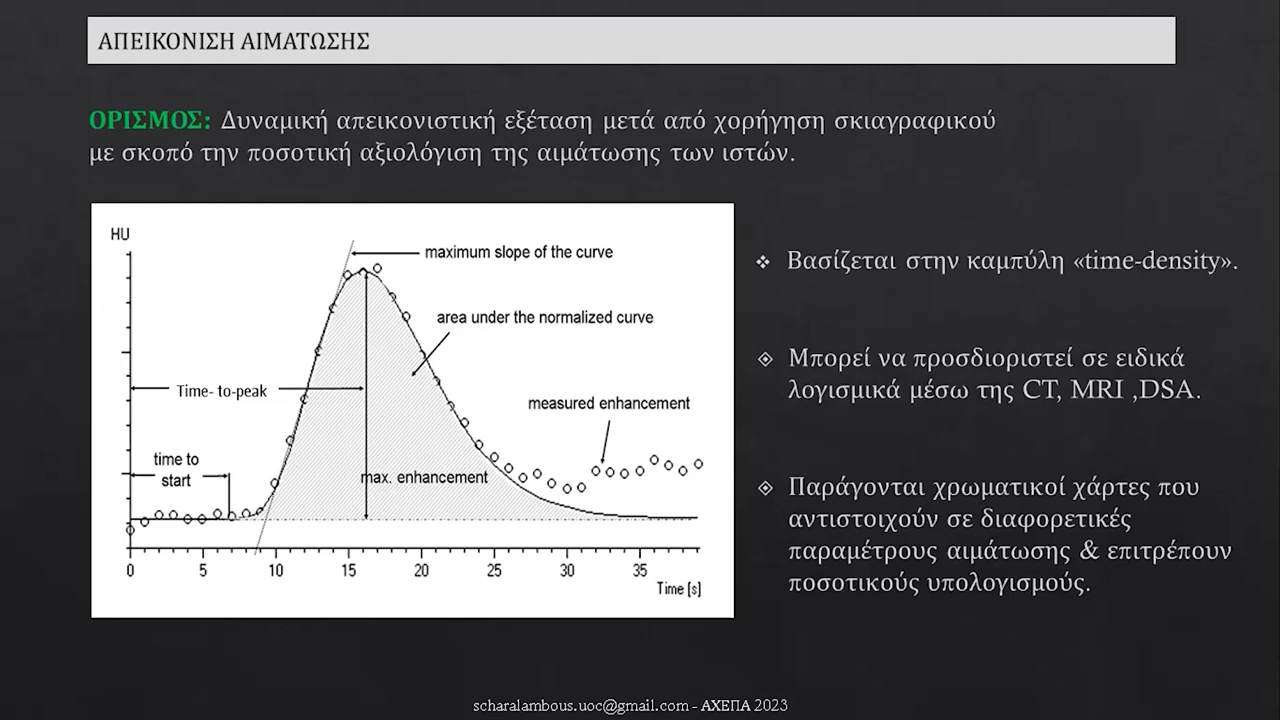 ΑΠΕΙΚΟΝΙΣΗ ΑΙΜΑΤΩΣΗΣ
ΟΡΙΣΜΟΣ: Δυναμική απεικονιστική εξέταση μετά από χορήγηση σκιαγραφικού
με σκοπό την ποσοτική αξιολόγιση της αιμάτωσης των ιστών.
HU
maximum slope of the curve
area under the normalized curve
Time- to-peak
measured enhancement
time to
start
max. enhancement
0 5 10 15 20 25 30 35
Time [s]
Βασίζεται στην καμπύλη «time-density».
Μπορεί να προσδιοριστεί σε ειδικά
λογισμικά μέσω της CT, MRI ,DSA.
Παράγονται χρωματικοί χάρτες που
αντιστοιχούν σε διαφορετικές
παραμέτρους αιμάτωσης & επιτρέπουν
ποσοτικούς υπολογισμούς.
scharalambous.uoc@gmail.com - ΑΧΕΠΑ 2023